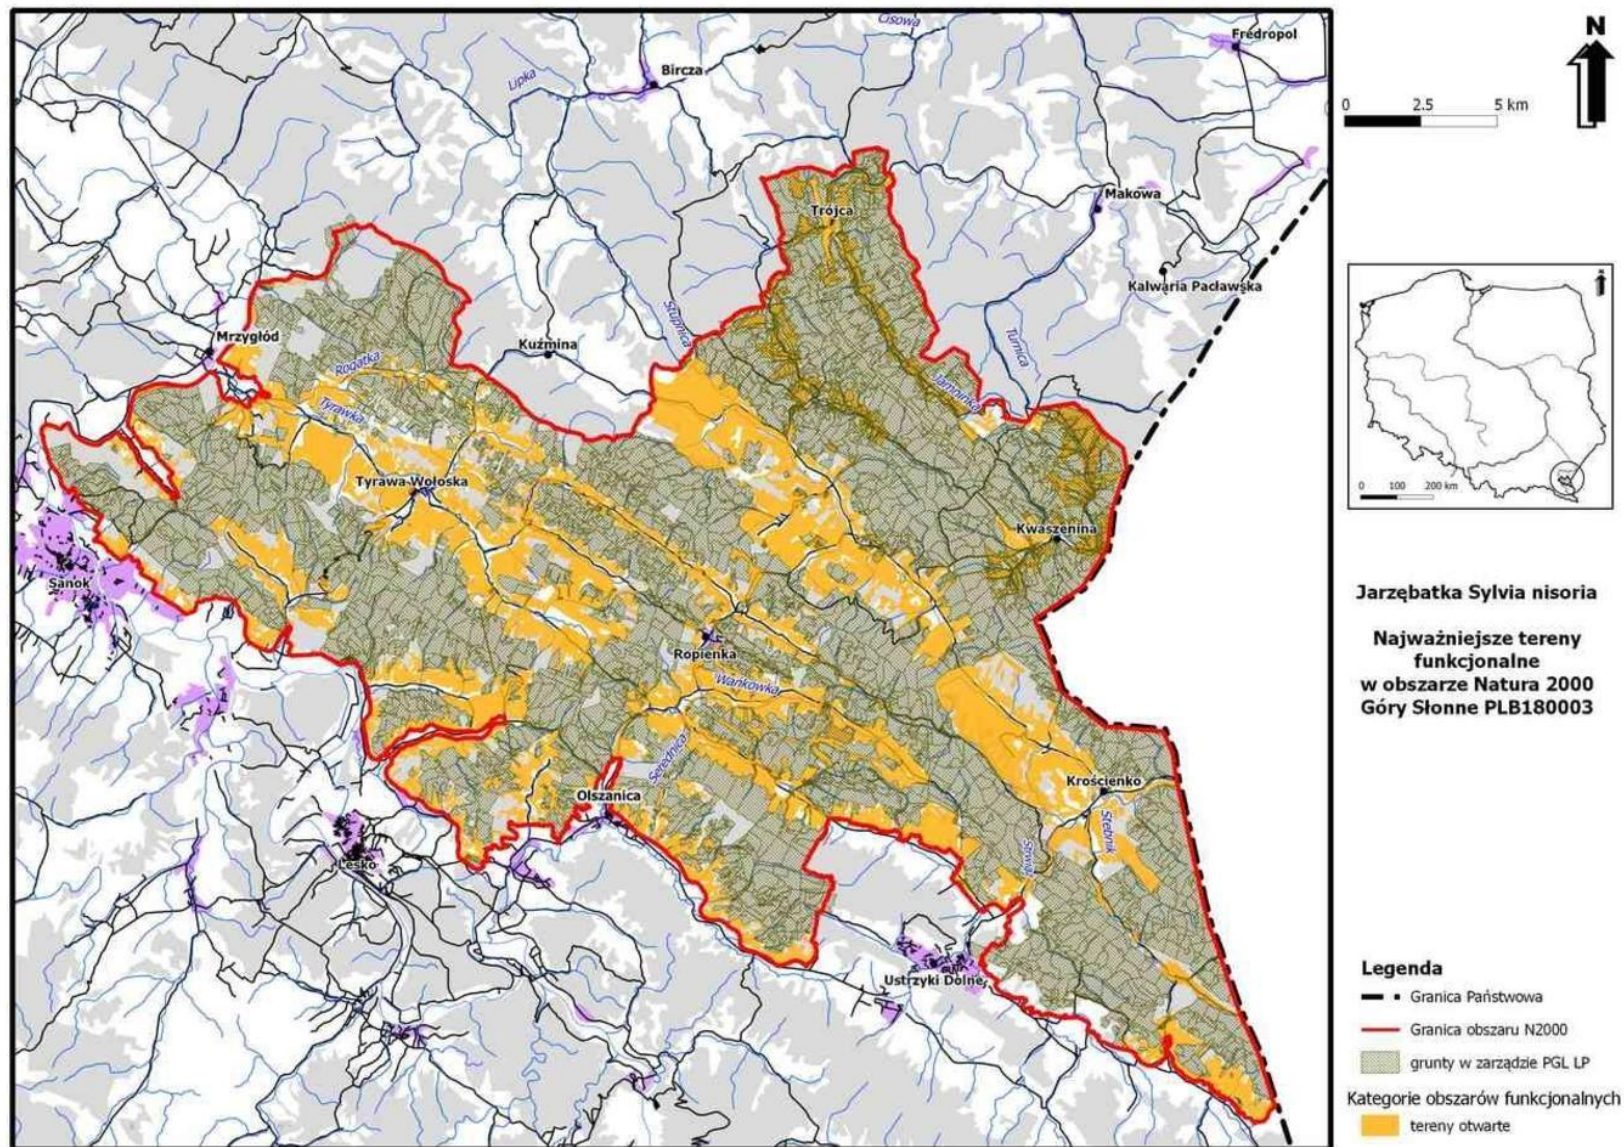 Cisowa
Fredropol
N
Bircza
Lipka
0 2.5 5 km
Makowa
Trójca
Kalwaria Pacławska
Stupnica
Turnica
Mrzygłód
Kuźmina
Rogatka
Tyrawka
Jamninka
0 100 200 km
Tyrawa Wołoska
Kwaszenina
Sanok
Jarzębatka Sylvia nisoria
Najważniejsze tereny
funkcjonalne
w obszarze Natura 2000
Góry Słonne PLB180003
Ropienka
Wańkowka
Serednica
Krościenko
Olszanica
Stebnik
Lesko
Ustrzyki Dolne
Legenda
Granica Państwowa
Granica obszaru N2000
grunty w zarządzie PGL LP
Kategorie obszarów funkcjonalnych
tereny otwarte